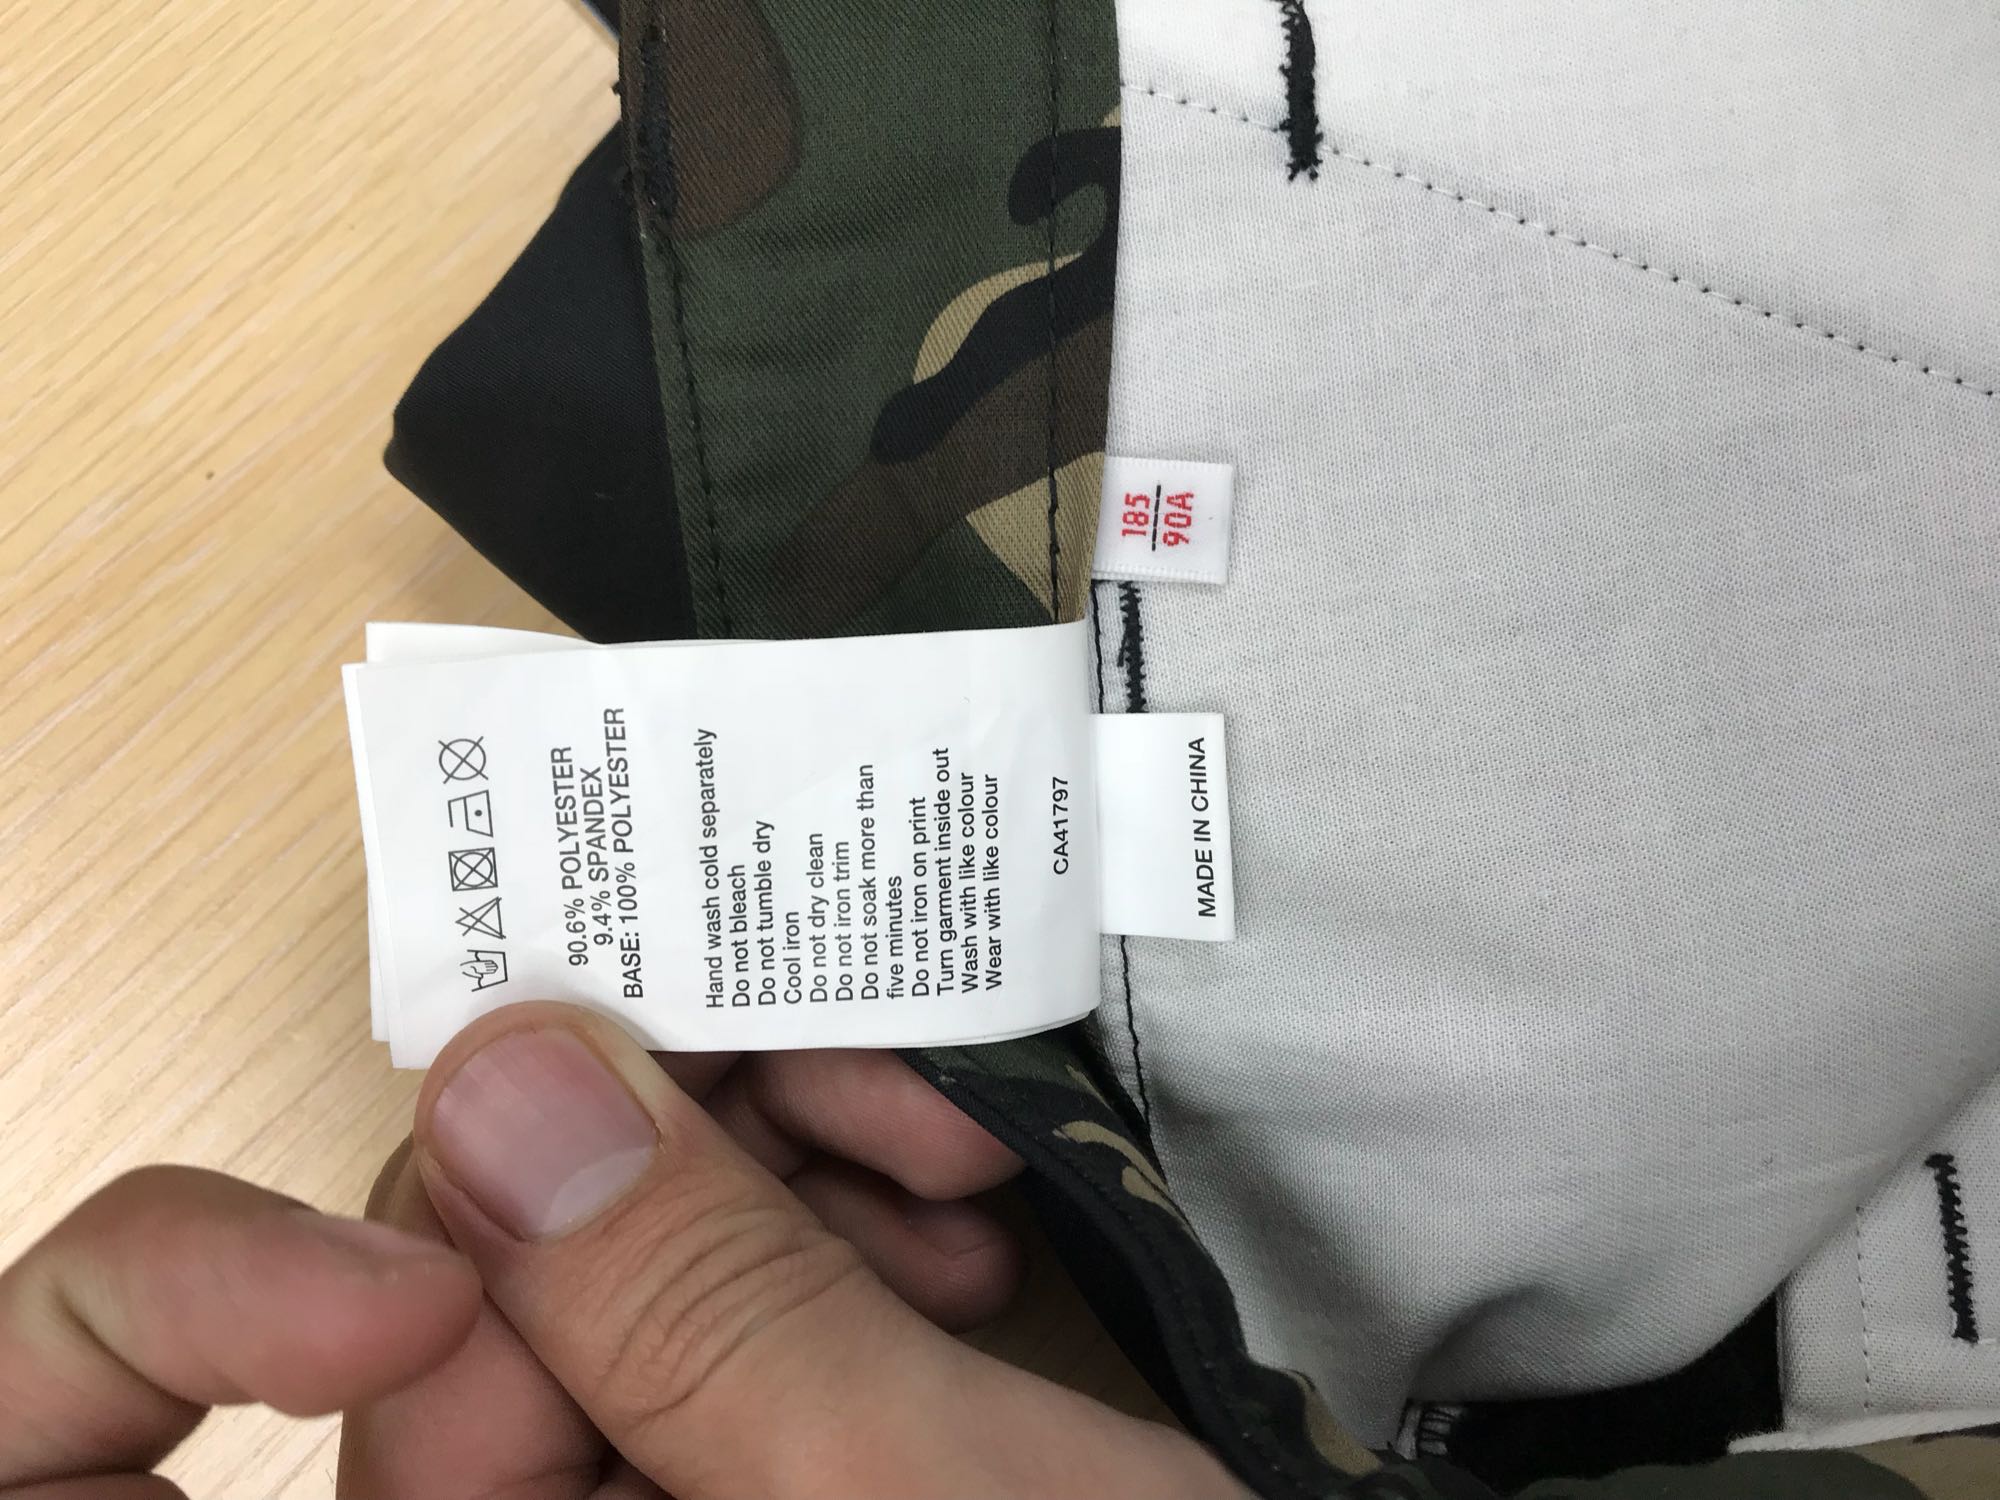 90.6% POLYESTER
9.4% SPANDEX
BASE: 100% POLYESTER
Hand wash cold separately
Do not bleach
Do not tumble dry
Cool iron
Do not dry clean
Do not iron trim
Do not soak more than
five minutes
Do not iron on print
Turn garment inside out
Wash with like colour
Wear with like colour
CA41797
MADE IN CHINA
185
90A